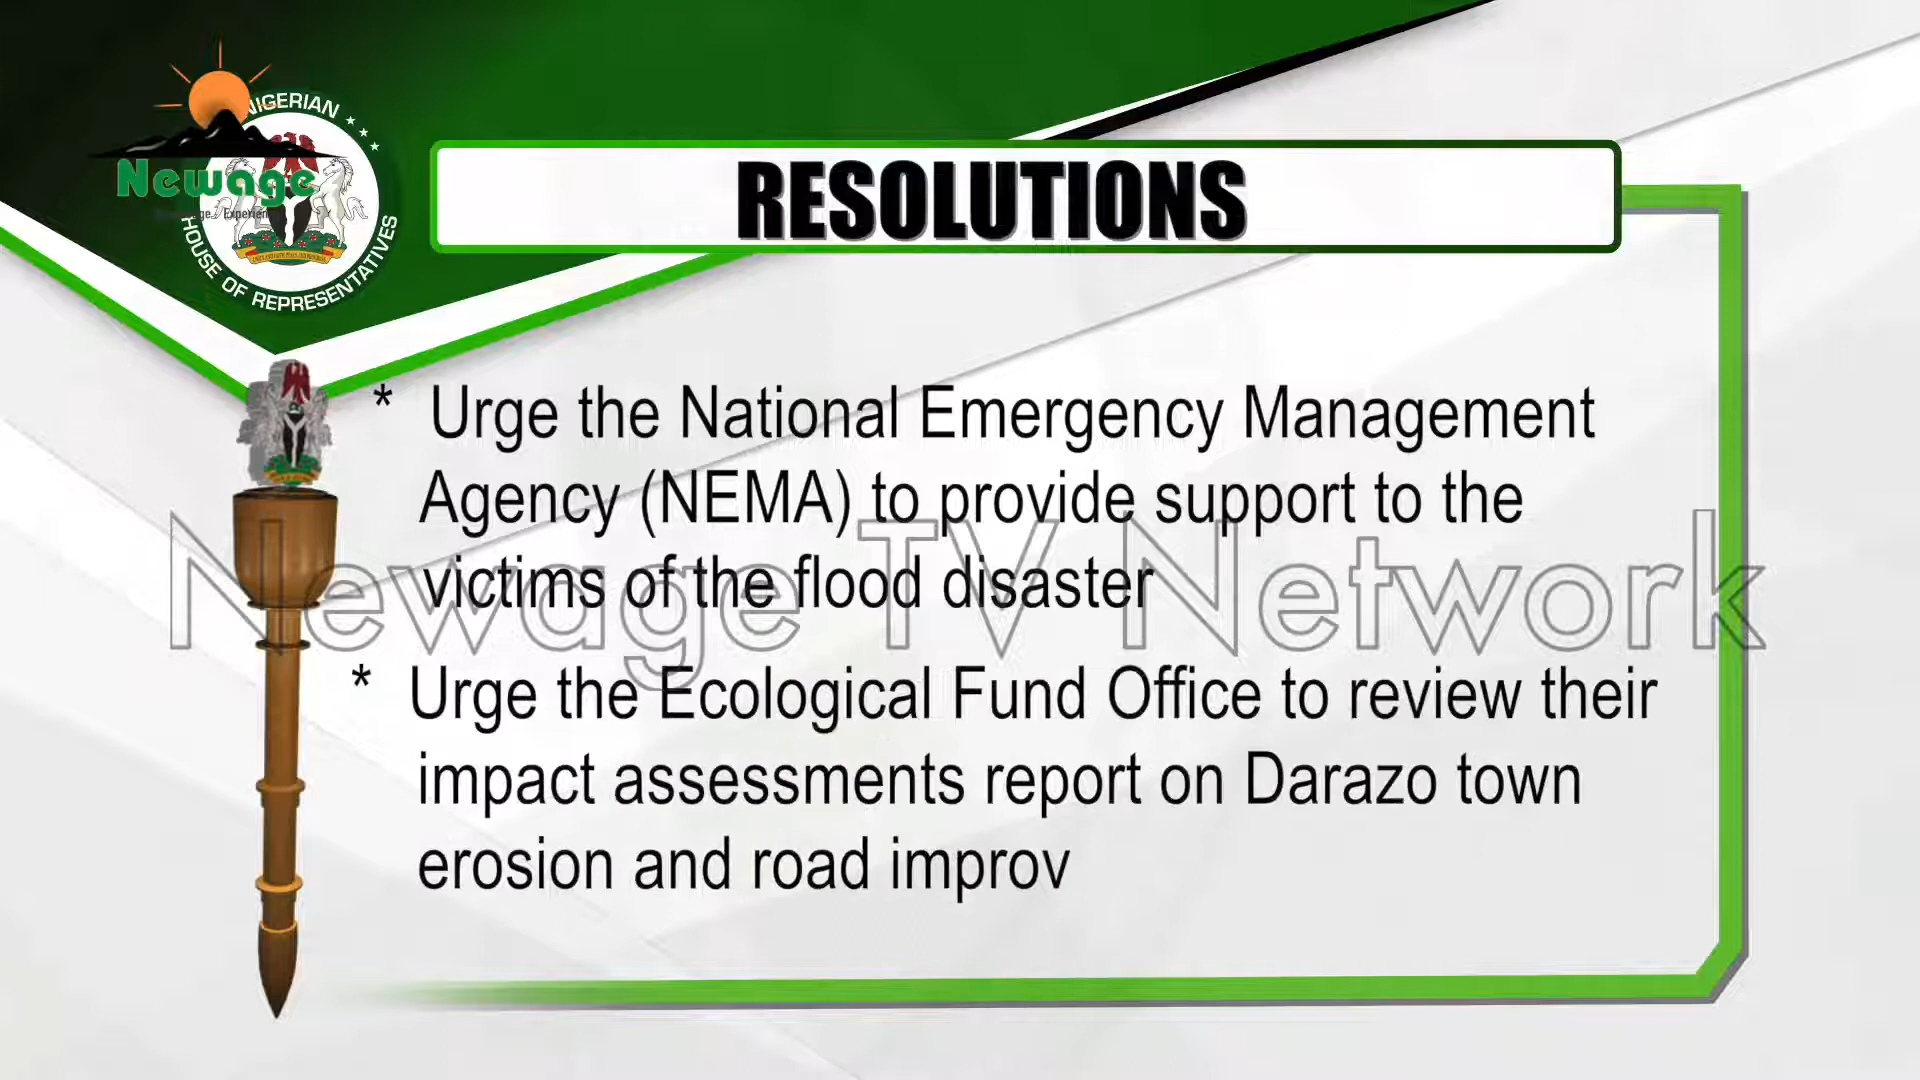 NIGERIAN
Newage
HOUSE OF REPRESENTATIVES
RESOLUTIONS
* Urge the National Emergency Management
Agency (NEMA) to provide support to the
victims of the flood disaster
Newage TV Network
* Urge the Ecological Fund Office to review their
impact assessments report on Darazo town
erosion and road improv